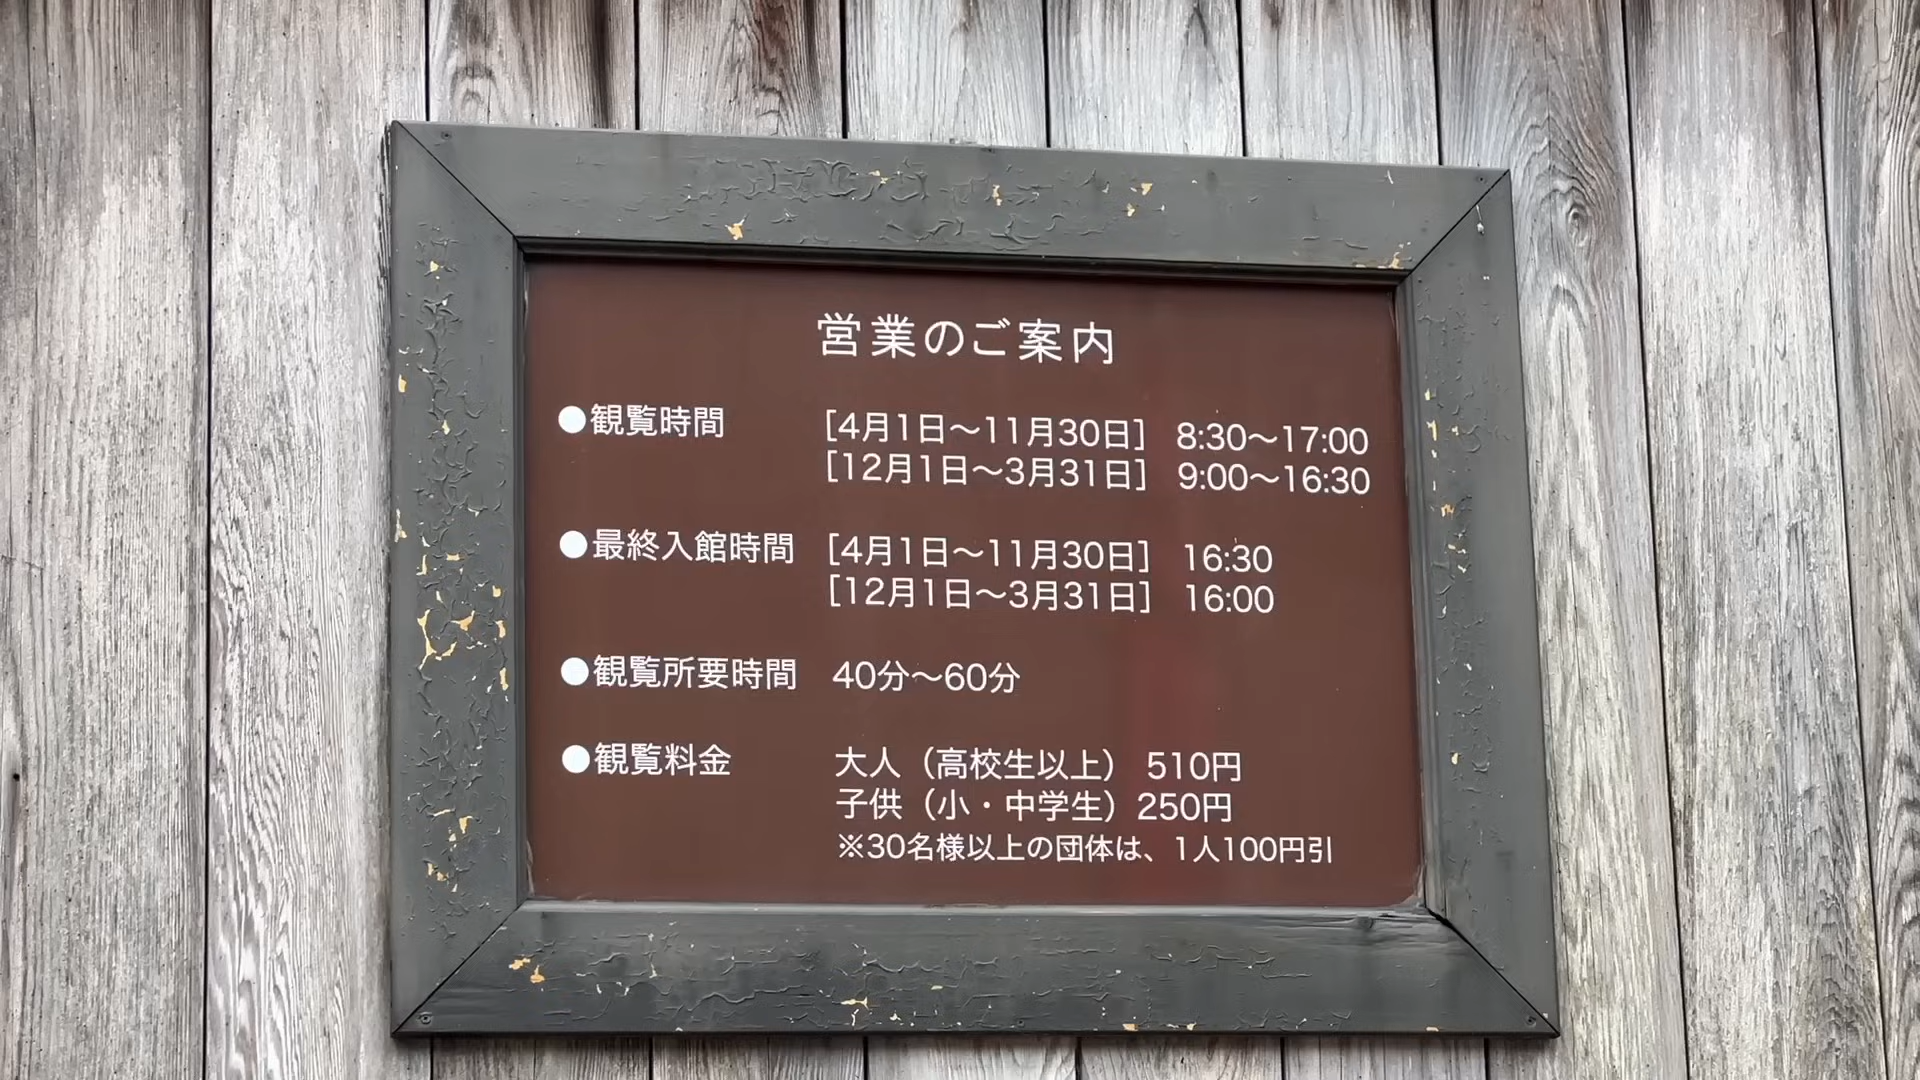 営業のご案内
●観覧時間 [4月1日～11月30日] 8:30～17:00
[12月1日～3月31日] 9:00～16:30
●最終入館時間 [4月1日～11月30日] 16:30
[12月1日～3月31日] 16:00
●観覧所要時間 40分～60分
●観覧料金 大人（高校生以上） 510円
子供（小・中学生）250円
※30名様以上の団体は、1人100円引